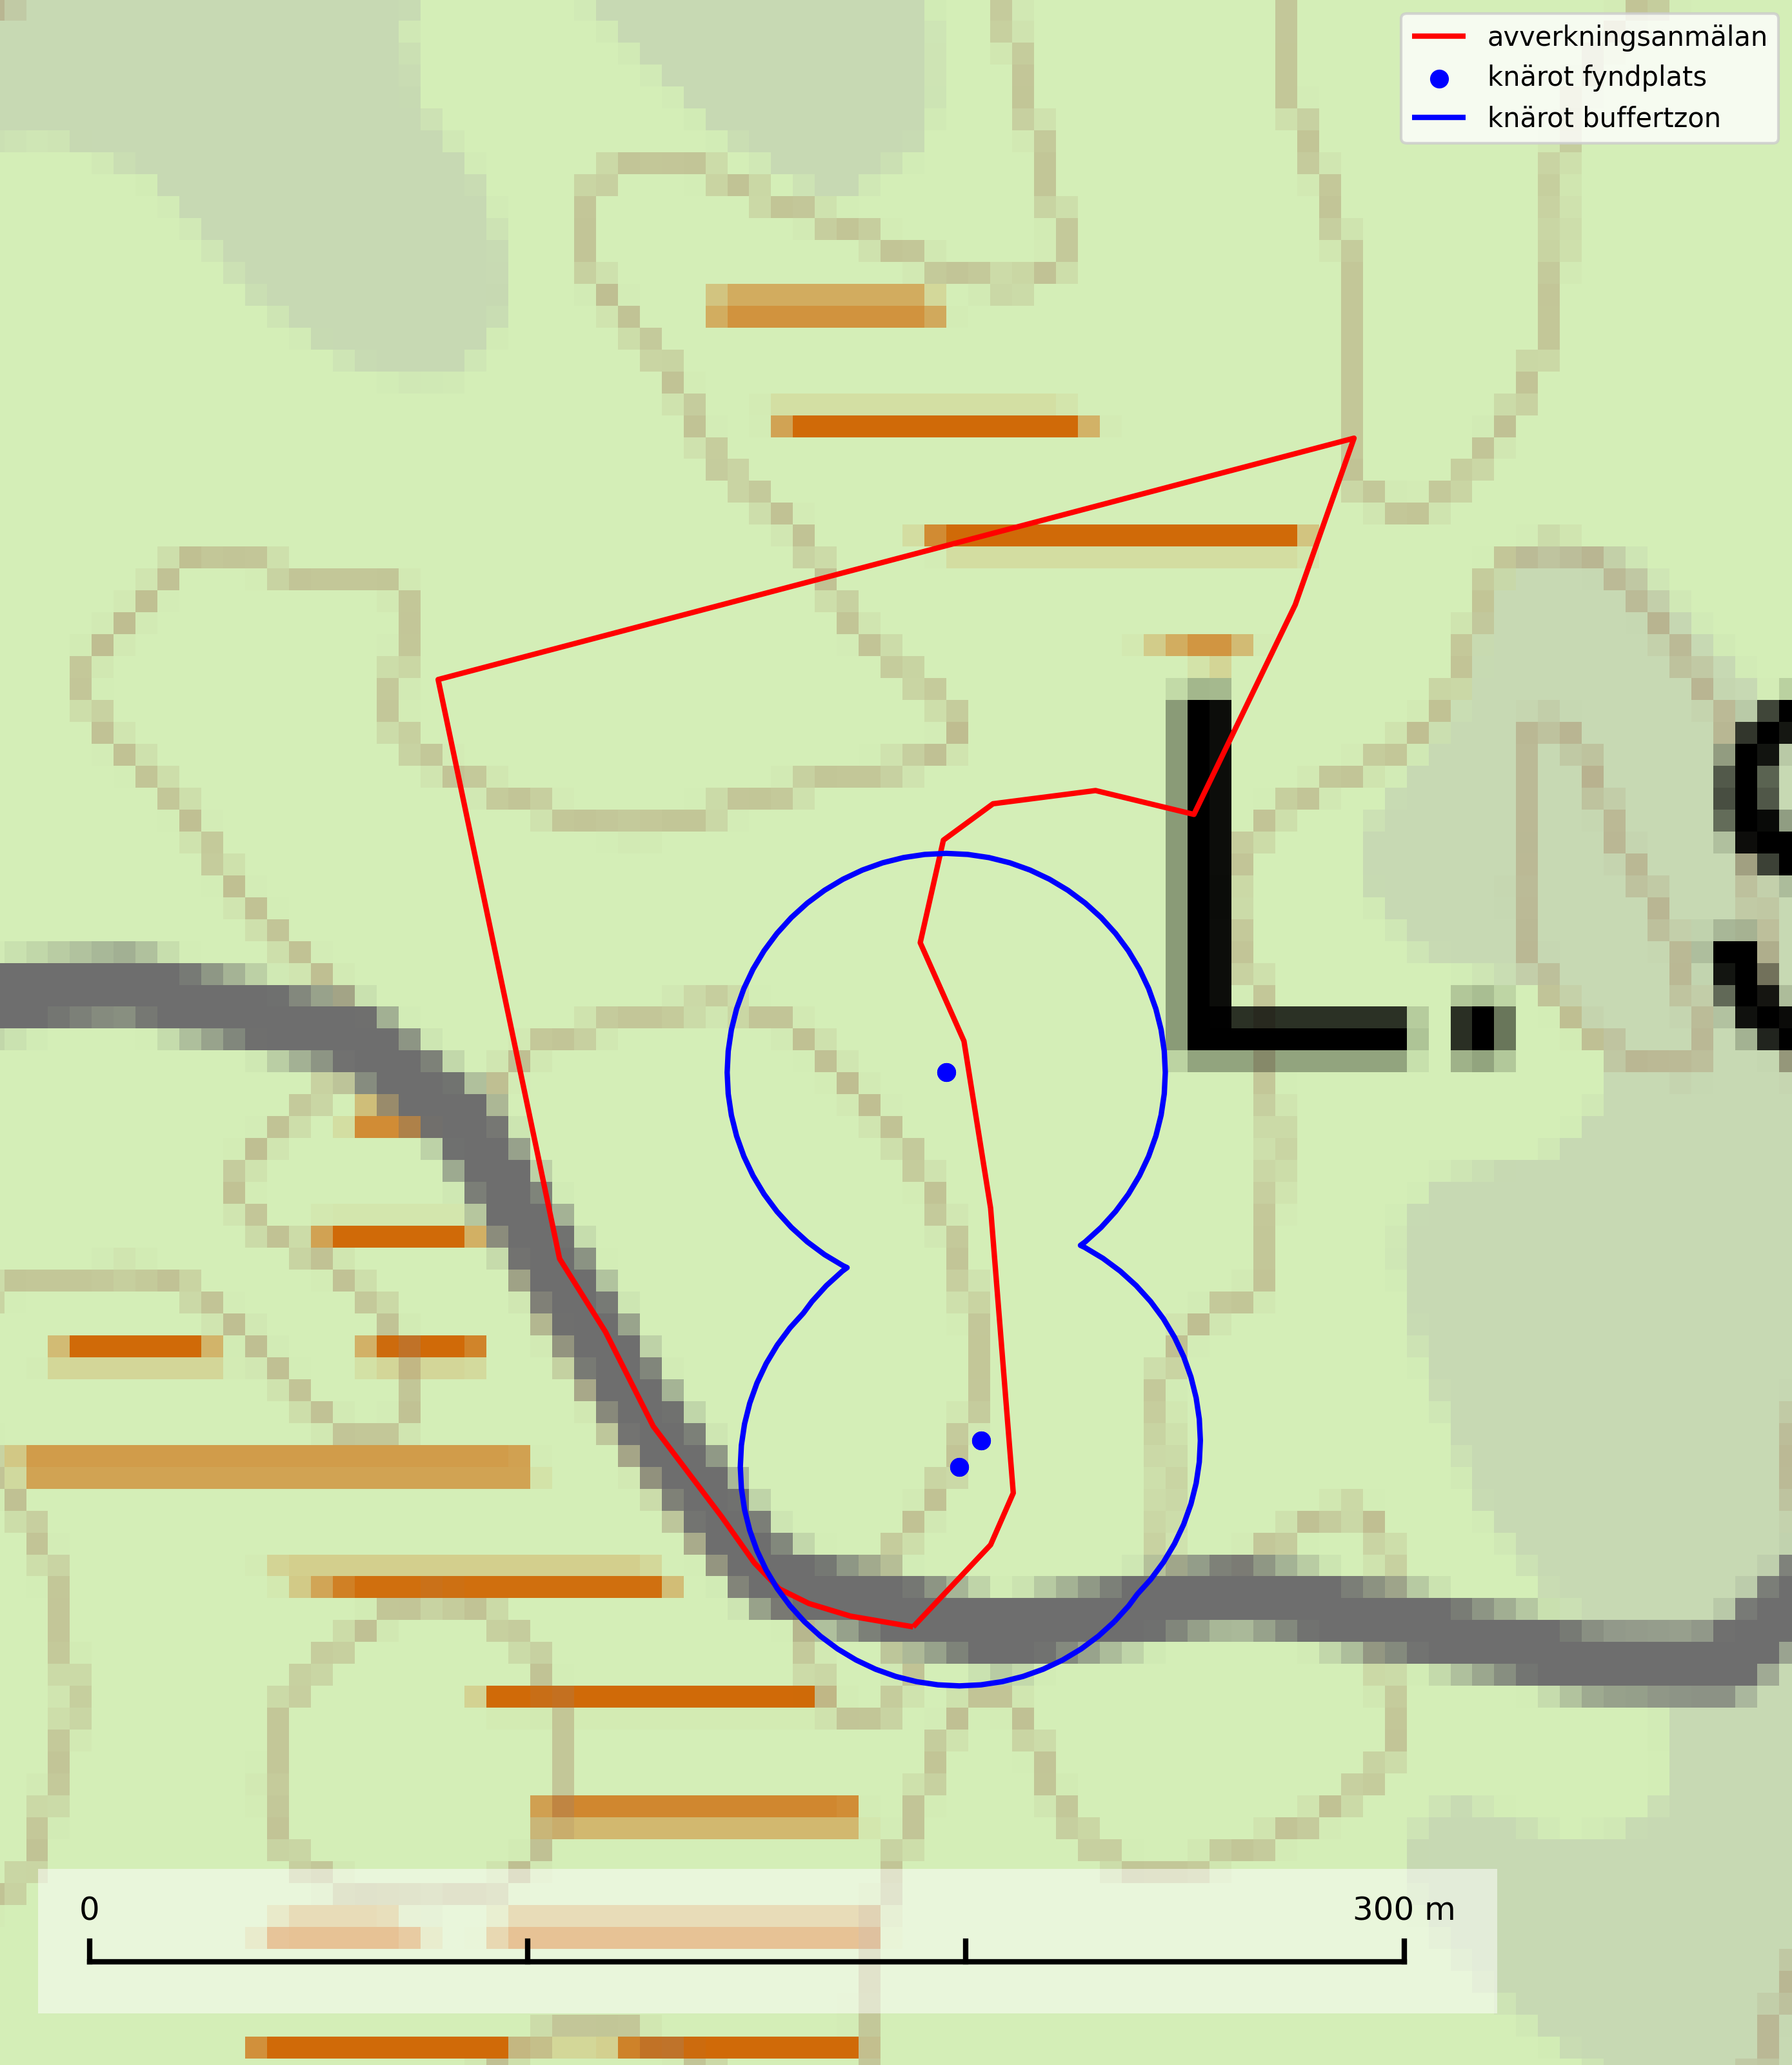 avverkningsanmälan
knärot fyndplats
knärot buffertzon
L.
0 300 m